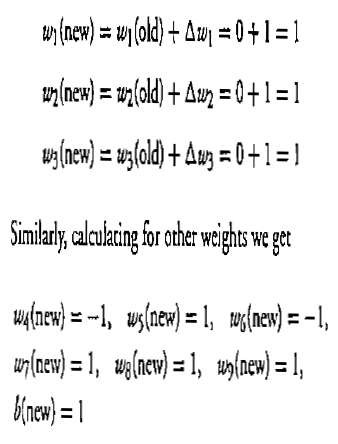 w₁(new) = w₁(old) + Δw₁ = 0 + 1 = 1
w₂(new) = w₂(old) + Δw₂ = 0 + 1 = 1
w₃(new) = w₃(old) + Δw₃ = 0 + 1 = 1
Similarly, calculating for other weights we get
w₄(new) = −1, w₅(new) = 1, w₆(new) = −1,
w₇(new) = 1, w₈(new) = 1, w₉(new) = 1,
b(new) = 1